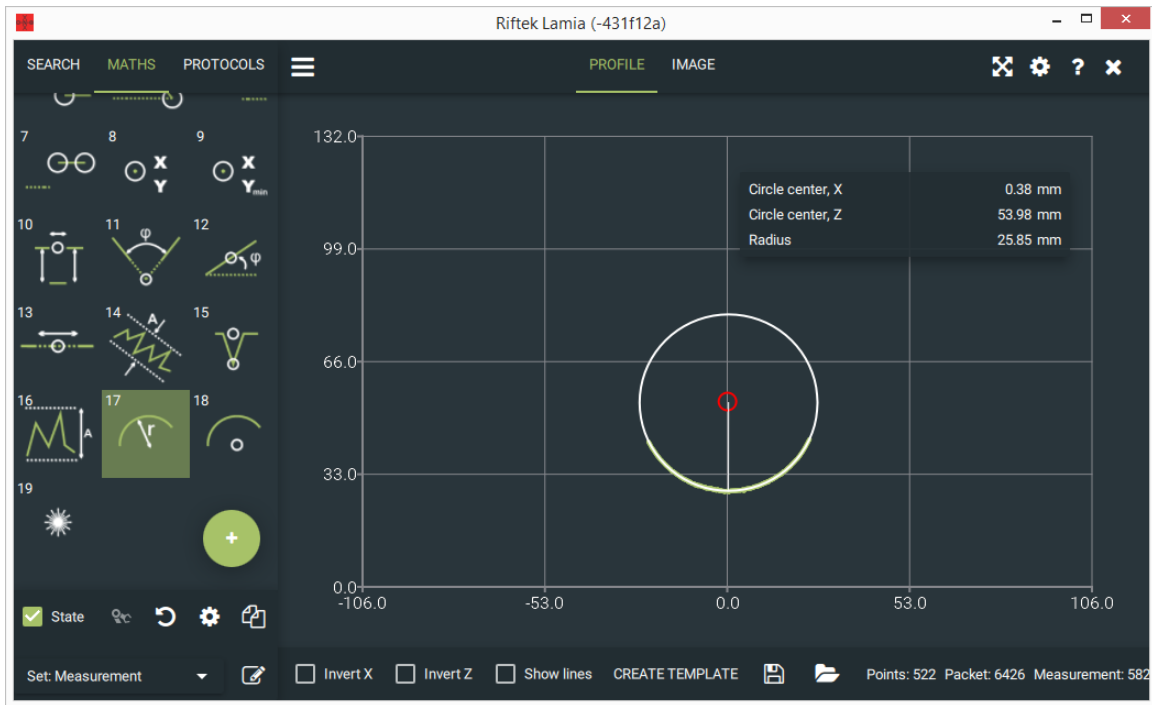 Riftek Lamia (-431f12a)
SEARCH MATHS PROTOCOLS
PROFILE IMAGE
?
7 8 9
X
Y
X
Ymin
10 11 12
φ
φ
13 14 15
A
16 17 18
A
r
19
+
State
Set: Measurement
132.0
99.0
66.0
33.0
0.0
-106.0 -53.0 0.0 53.0 106.0
Circle center, X 0.38 mm
Circle center, Z 53.98 mm
Radius 25.85 mm
Invert X Invert Z Show lines CREATE TEMPLATE Points: 522 Packet: 6426 Measurement: 582